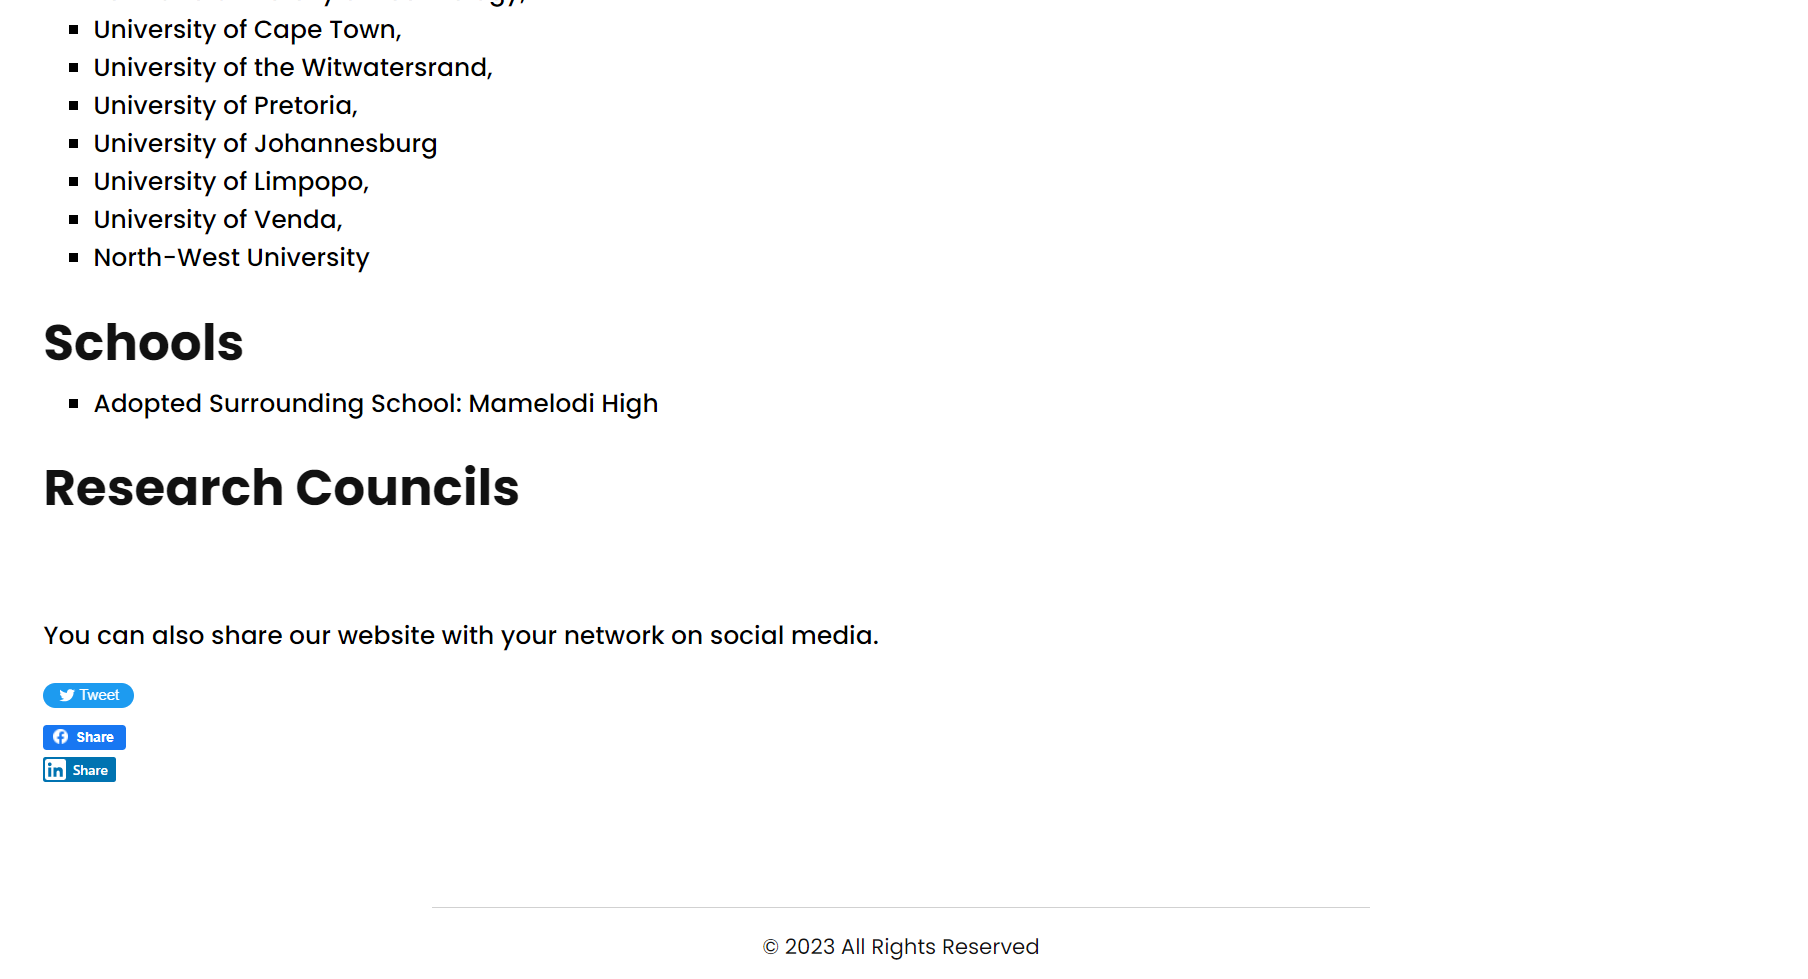 University of Cape Town,
University of the Witwatersrand,
University of Pretoria,
University of Johannesburg
University of Limpopo,
University of Venda,
North-West University
Schools
Adopted Surrounding School: Mamelodi High
Research Councils
You can also share our website with your network on social media.
Tweet
Share
in Share
© 2023 All Rights Reserved